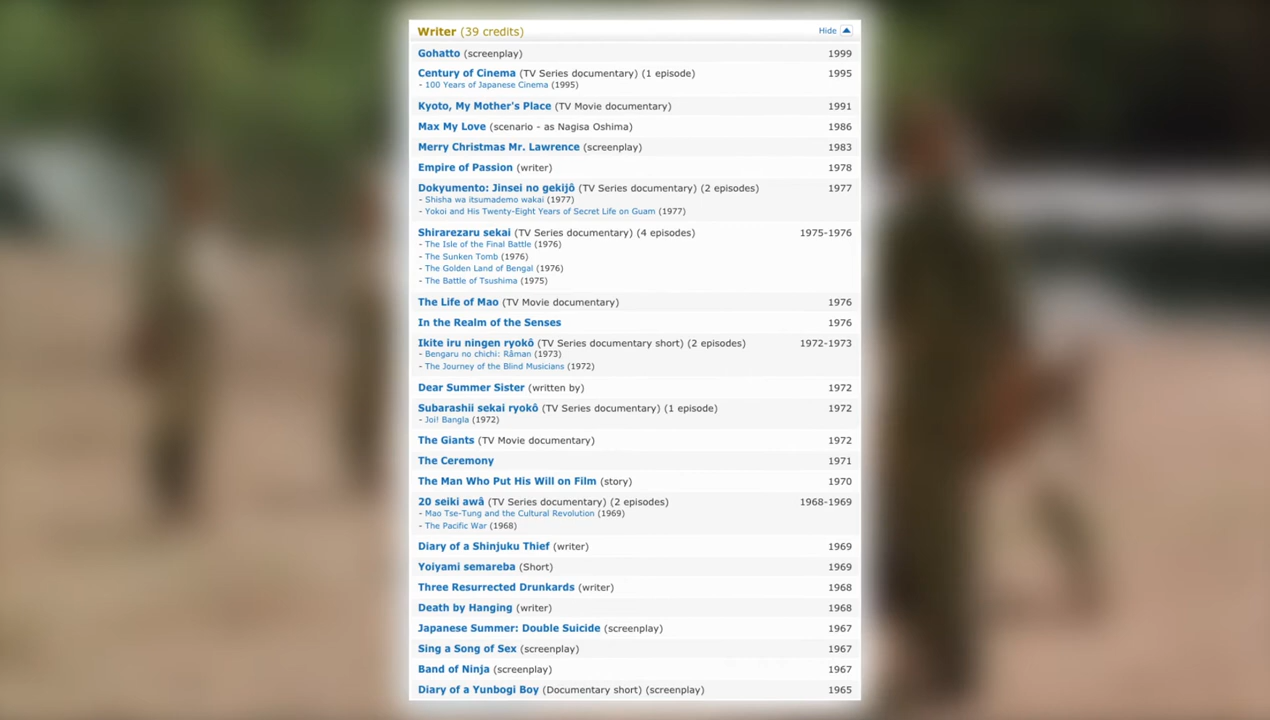 Writer (39 credits) Hide
Gohatto (screenplay) 1999
Century of Cinema (TV Series documentary) (1 episode) 1995
- 100 Years of Japanese Cinema (1995)
Kyoto, My Mother's Place (TV Movie documentary) 1991
Max My Love (scenario - as Nagisa Oshima) 1986
Merry Christmas Mr. Lawrence (screenplay) 1983
Empire of Passion (writer) 1978
Dokyumento: Jinsei no gekijô (TV Series documentary) (2 episodes) 1977
- Shisha wa itsumademo wakai (1977)
- Yokoi and His Twenty-Eight Years of Secret Life on Guam (1977)
Shirarezaru sekai (TV Series documentary) (4 episodes) 1975-1976
- The Isle of the Final Battle (1976)
- The Sunken Tomb (1976)
- The Golden Land of Bengal (1976)
- The Battle of Tsushima (1975)
The Life of Mao (TV Movie documentary) 1976
In the Realm of the Senses 1976
Ikite iru ningen ryokô (TV Series documentary short) (2 episodes) 1972-1973
- Bengaru no chichi: Râman (1973)
- The Journey of the Blind Musicians (1972)
Dear Summer Sister (written by) 1972
Subarashii sekai ryokô (TV Series documentary) (1 episode) 1972
- Joi! Bangla (1972)
The Giants (TV Movie documentary) 1972
The Ceremony 1971
The Man Who Put His Will on Film (story) 1970
20 seiki awâ (TV Series documentary) (2 episodes) 1968-1969
- Mao Tse-Tung and the Cultural Revolution (1969)
- The Pacific War (1968)
Diary of a Shinjuku Thief (writer) 1969
Yoiyami semareba (Short) 1969
Three Resurrected Drunkards (writer) 1968
Death by Hanging (writer) 1968
Japanese Summer: Double Suicide (screenplay) 1967
Sing a Song of Sex (screenplay) 1967
Band of Ninja (screenplay) 1967
Diary of a Yunbogi Boy (Documentary short) (screenplay) 1965